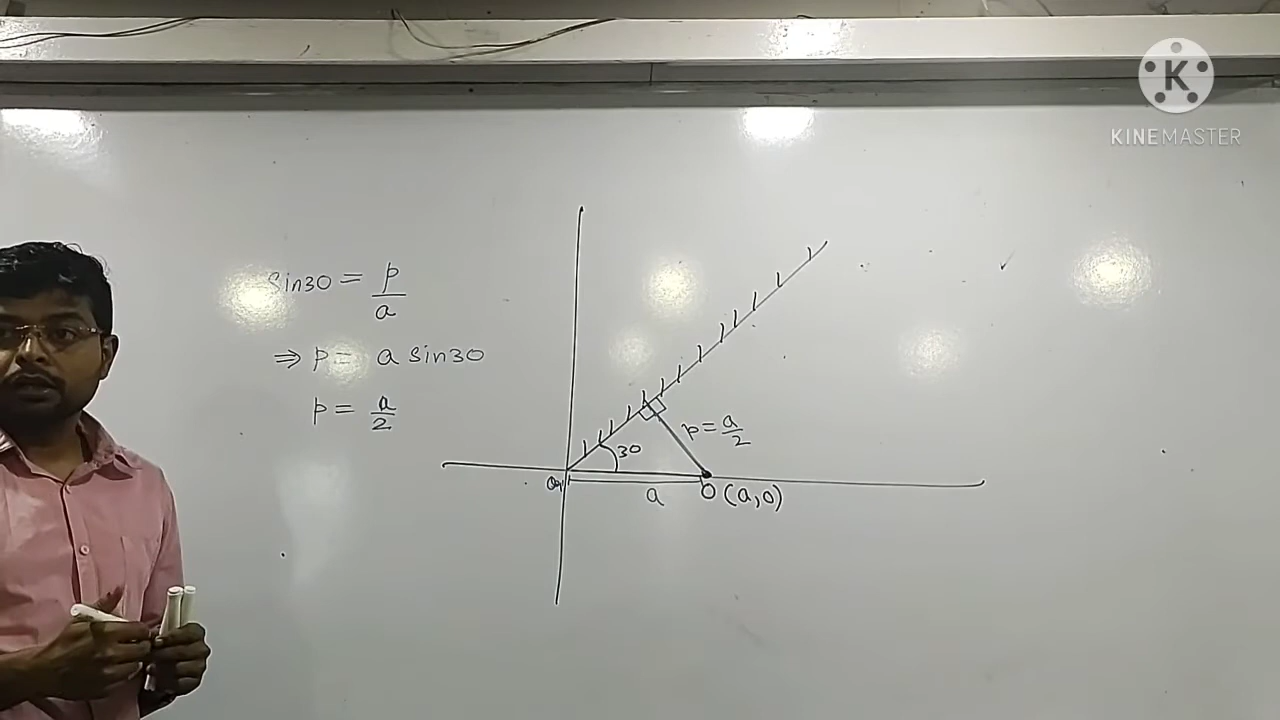 K
KINEMASTER
sin30 = p/a
⇒ p = a sin30
p = a/2
p = a/2
30
a
O (a,0)